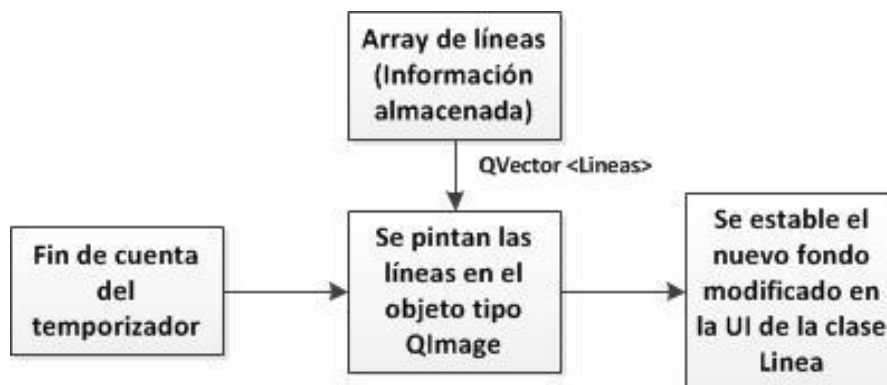 Array de líneas
(Información
almacenada)
QVector <Lineas>
Fin de cuenta
del
temporizador
Se pintan las
líneas en el
objeto tipo
QImage
Se estable el
nuevo fondo
modificado en
la UI de la clase
Linea